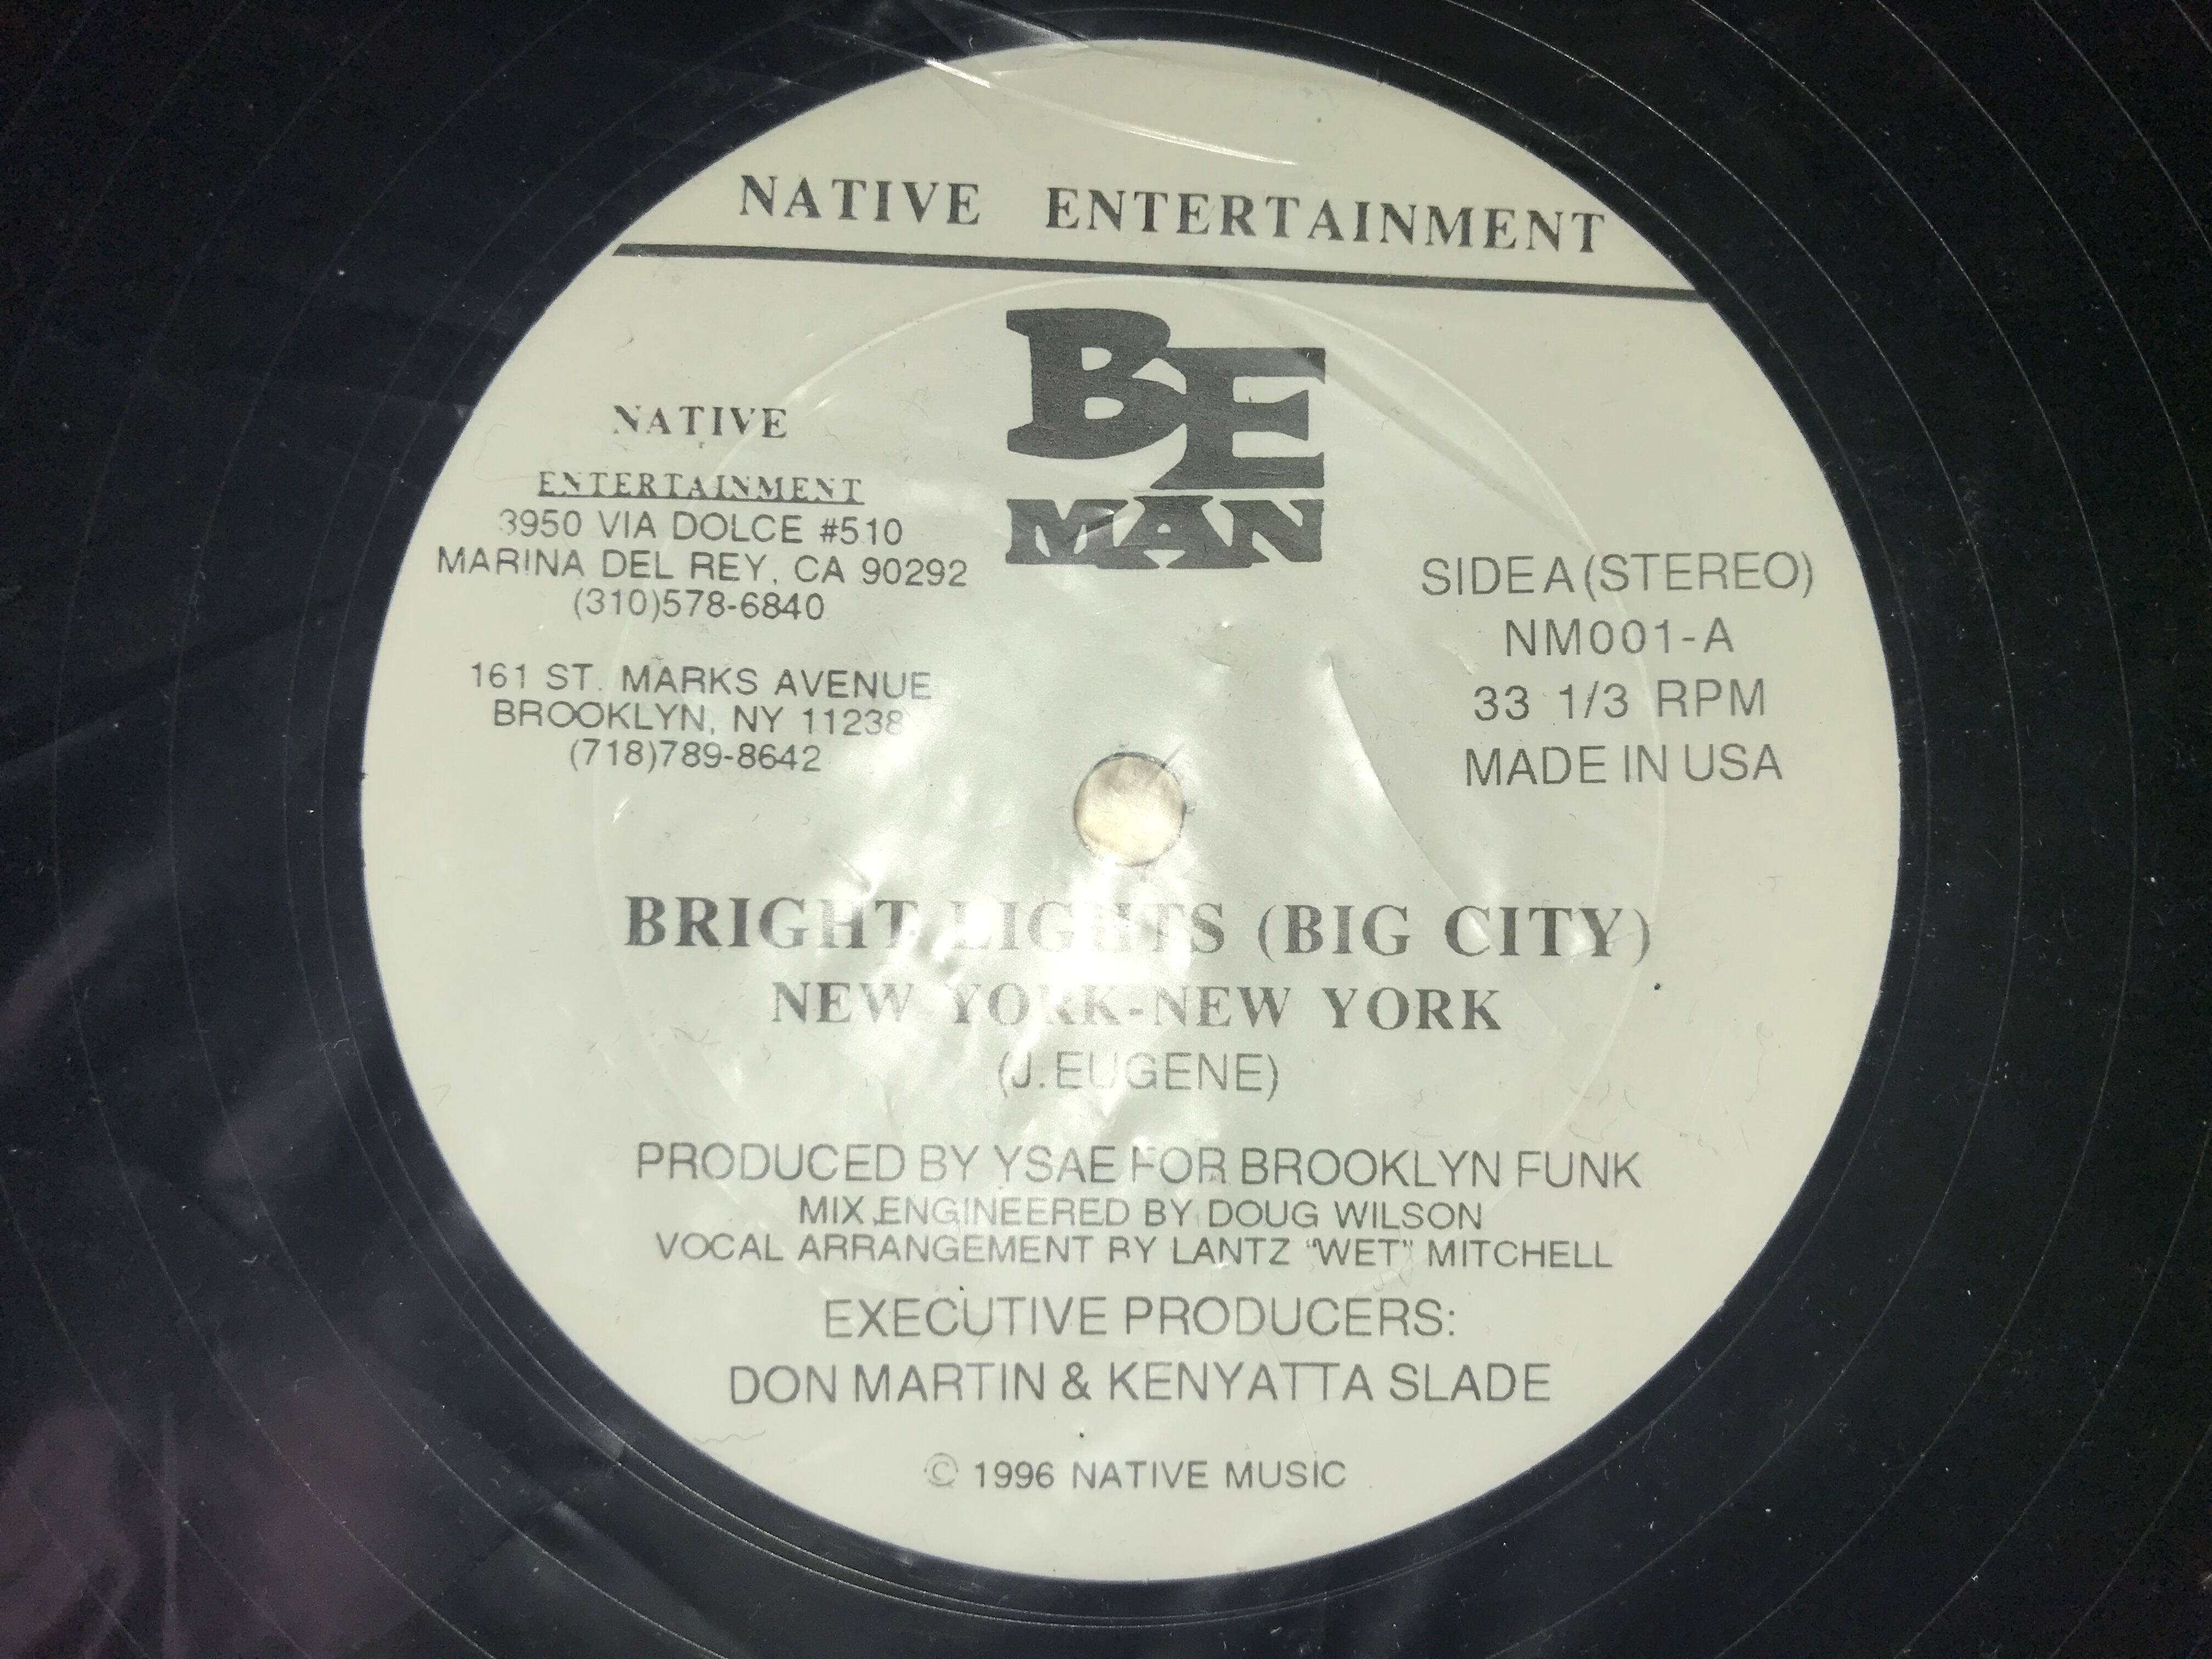 NATIVE ENTERTAINMENT
BE
MAN
NATIVE
ENTERTAINMENT
3950 VIA DOLCE #510
MARINA DEL REY, CA 90292
(310)578-6840
161 ST. MARKS AVENUE
BROOKLYN, NY 11238
(718)789-8642
SIDE A (STEREO)
NM001-A
33 1/3 RPM
MADE IN USA
BRIGHT LIGHTS (BIG CITY)
NEW YORK-NEW YORK
(J.EUGENE)
PRODUCED BY YSAE FOR BROOKLYN FUNK
MIX ENGINEERED BY DOUG WILSON
VOCAL ARRANGEMENT BY LANTZ "WET" MITCHELL
EXECUTIVE PRODUCERS:
DON MARTIN & KENYATTA SLADE
© 1996 NATIVE MUSIC